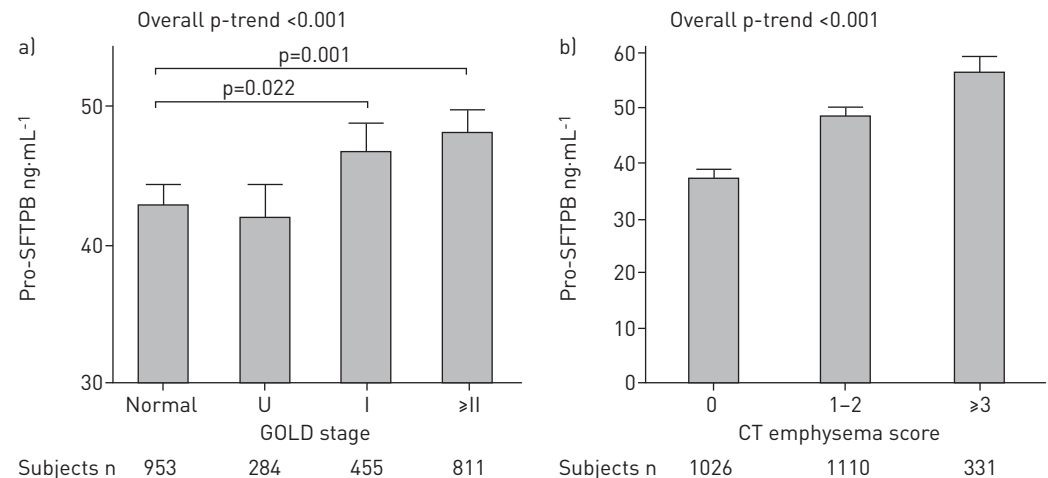 Overall p-trend <0.001
a)
p=0.001
p=0.022
50
40
30
Pro-SFTPB ng·mL⁻¹
Normal U I ⩾II
GOLD stage
Subjects n 953 284 455 811
Overall p-trend <0.001
b)
60
50
40
30
20
10
0
Pro-SFTPB ng·mL⁻¹
0 1–2 ⩾3
CT emphysema score
Subjects n 1026 1110 331